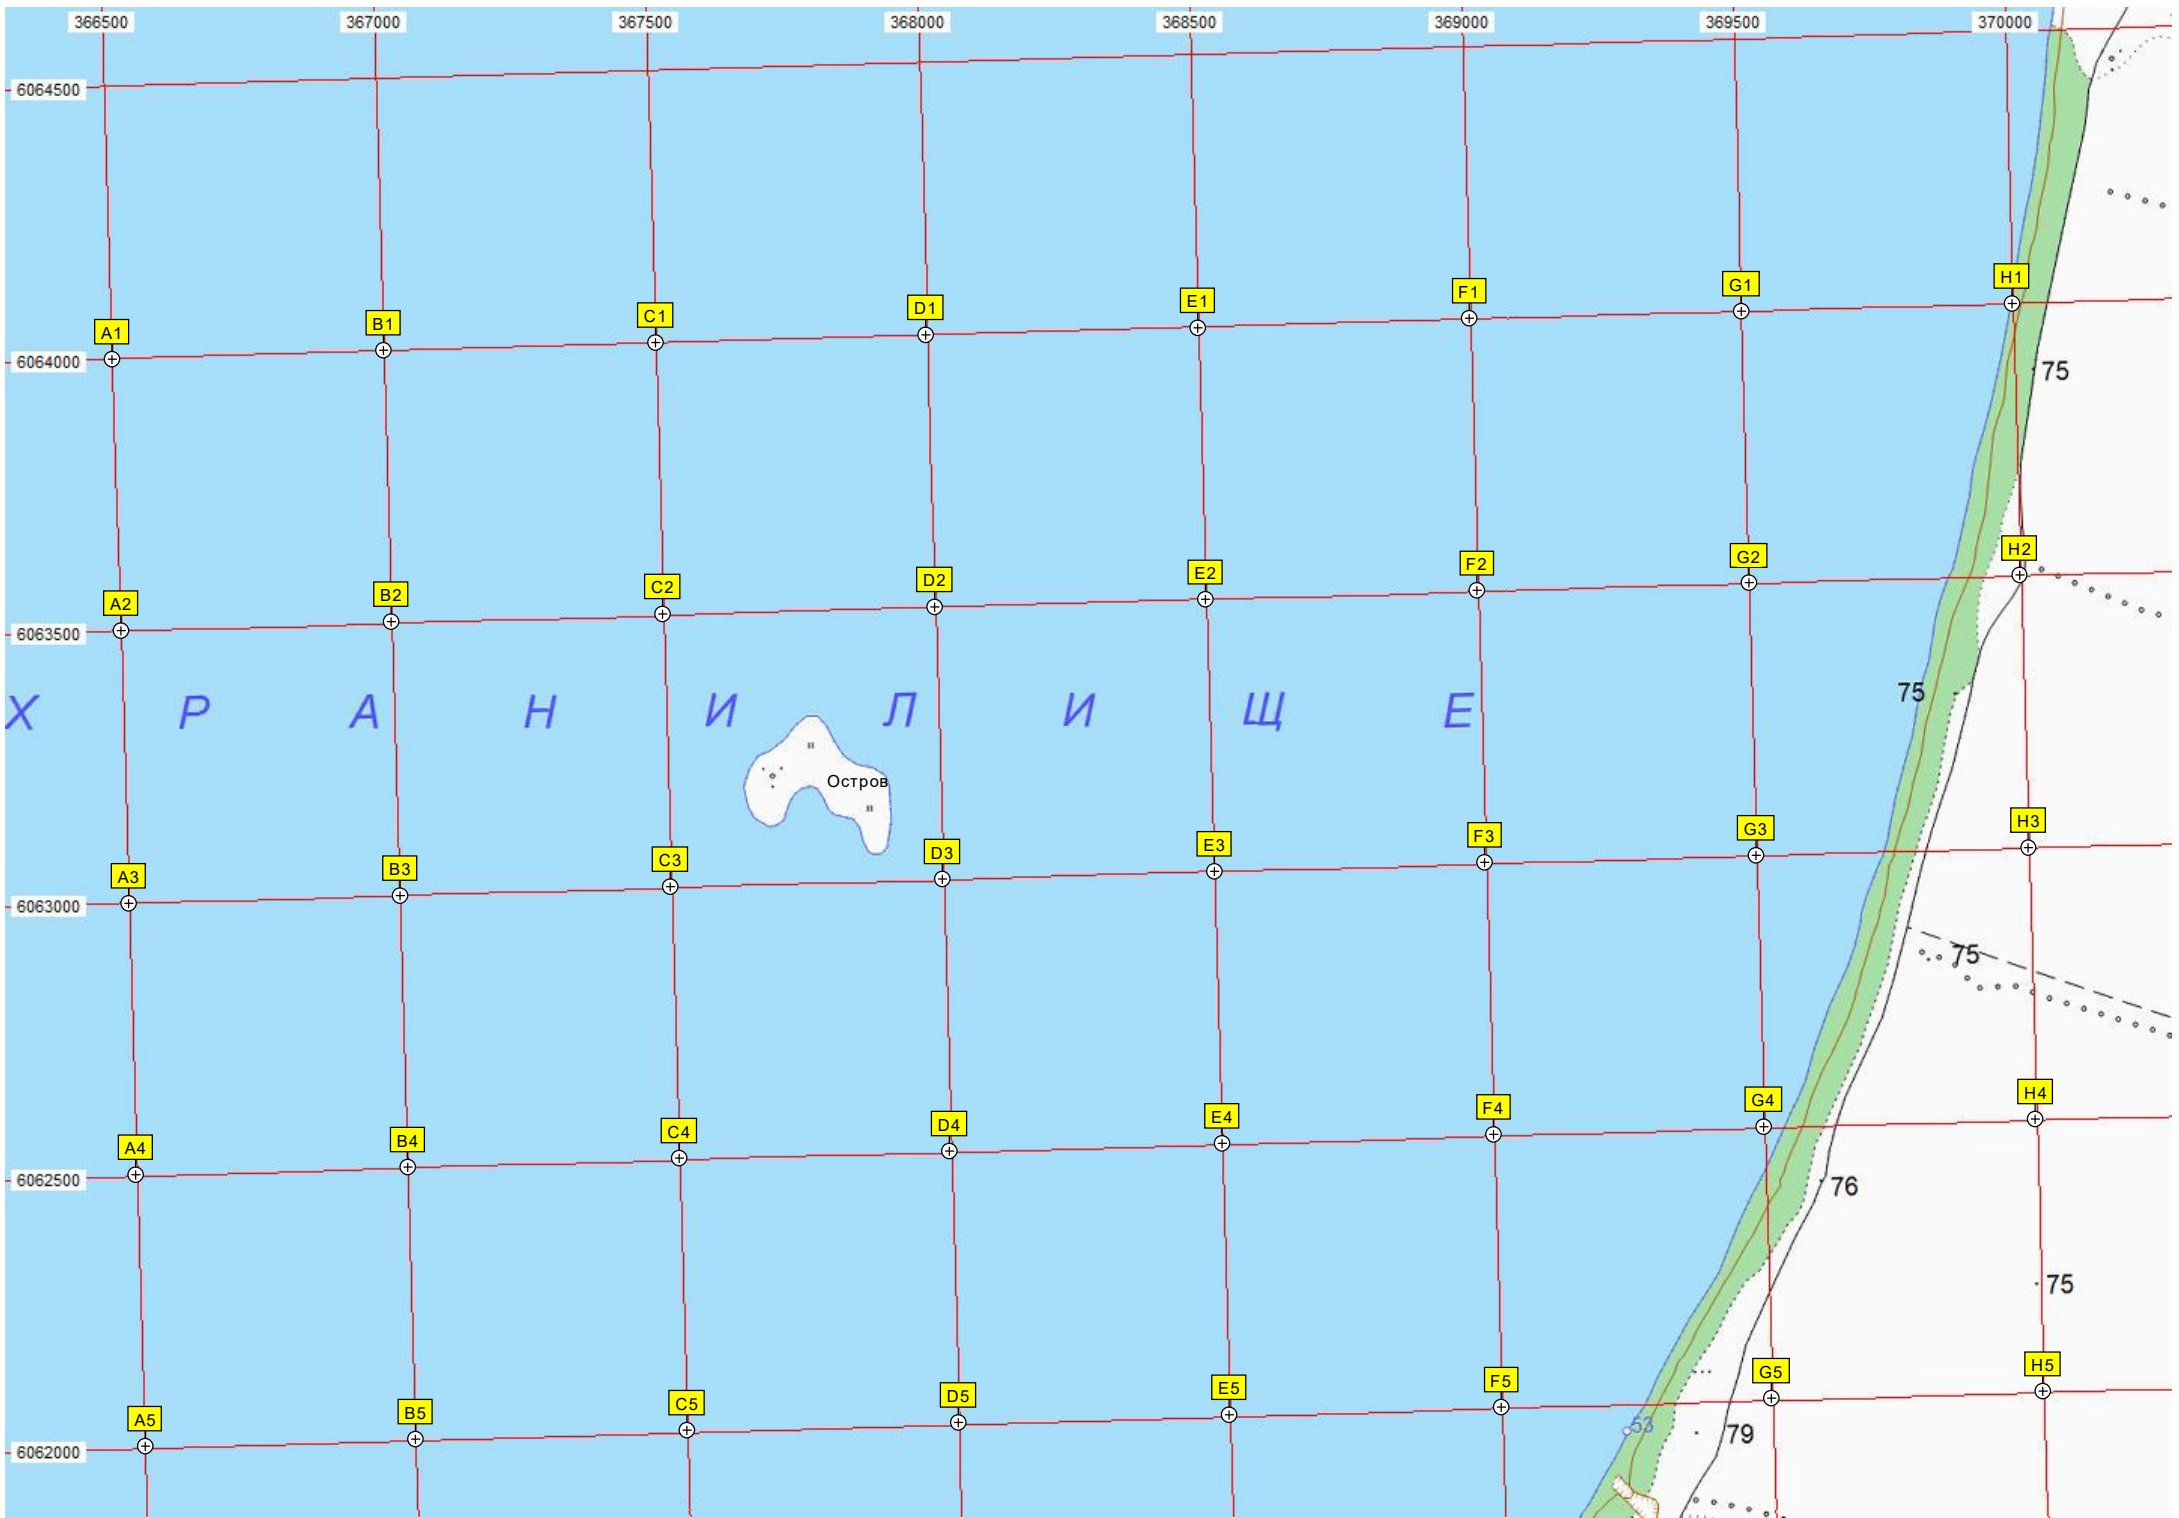 366500 367000 367500 368000 368500 369000 369500 370000
6064500
A1 B1 C1 D1 E1 F1 G1 H1
6064000
75
A2 B2 C2 D2 E2 F2 G2 H2
6063500
75
Х Р А Н И Л И Щ Е
Остров
A3 B3 C3 D3 E3 F3 G3 H3
6063000
75
A4 B4 C4 D4 E4 F4 G4 H4
6062500
76
75
A5 B5 C5 D5 E5 F5 G5 H5
6062000
53
79